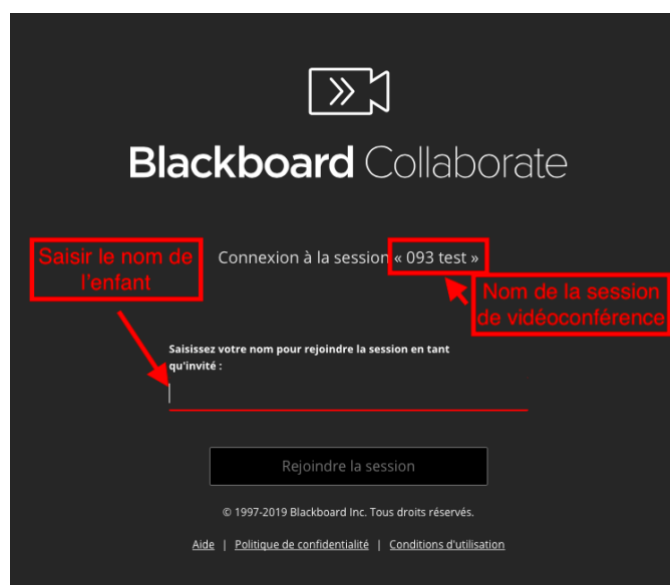 Blackboard Collaborate
Connexion à la session « 093 test »
Saisir le nom de
l'enfant
Nom de la session
de vidéoconférence
Saisissez votre nom pour rejoindre la session en tant
qu'invité :
Rejoindre la session
© 1997-2019 Blackboard Inc. Tous droits réservés.
Aide | Politique de confidentialité | Conditions d'utilisation